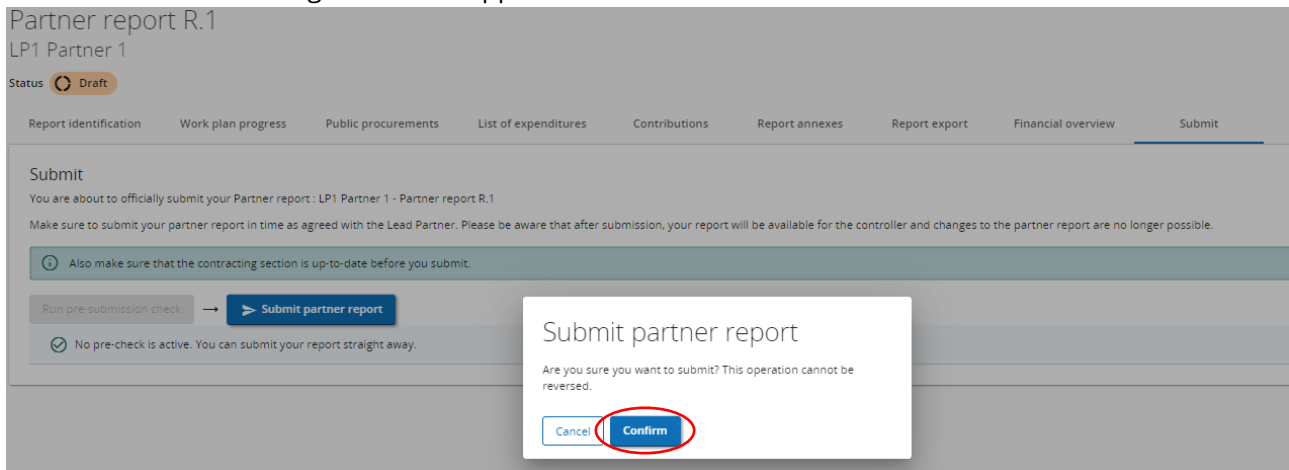 Partner report R.1
LP1 Partner 1
Status Draft
Report identification Work plan progress Public procurements List of expenditures Contributions Report annexes Report export Financial overview Submit
Submit
You are about to officially submit your Partner report : LP1 Partner 1 - Partner report R.1
Make sure to submit your partner report in time as agreed with the Lead Partner. Please be aware that after submission, your report will be available for the controller and changes to the partner report are no longer possible.
Also make sure that the contracting section is up-to-date before you submit.
Run pre-submission check → Submit partner report
No pre-check is active. You can submit your report straight away.
Submit partner report
Are you sure you want to submit? This operation cannot be
reversed.
Cancel Confirm